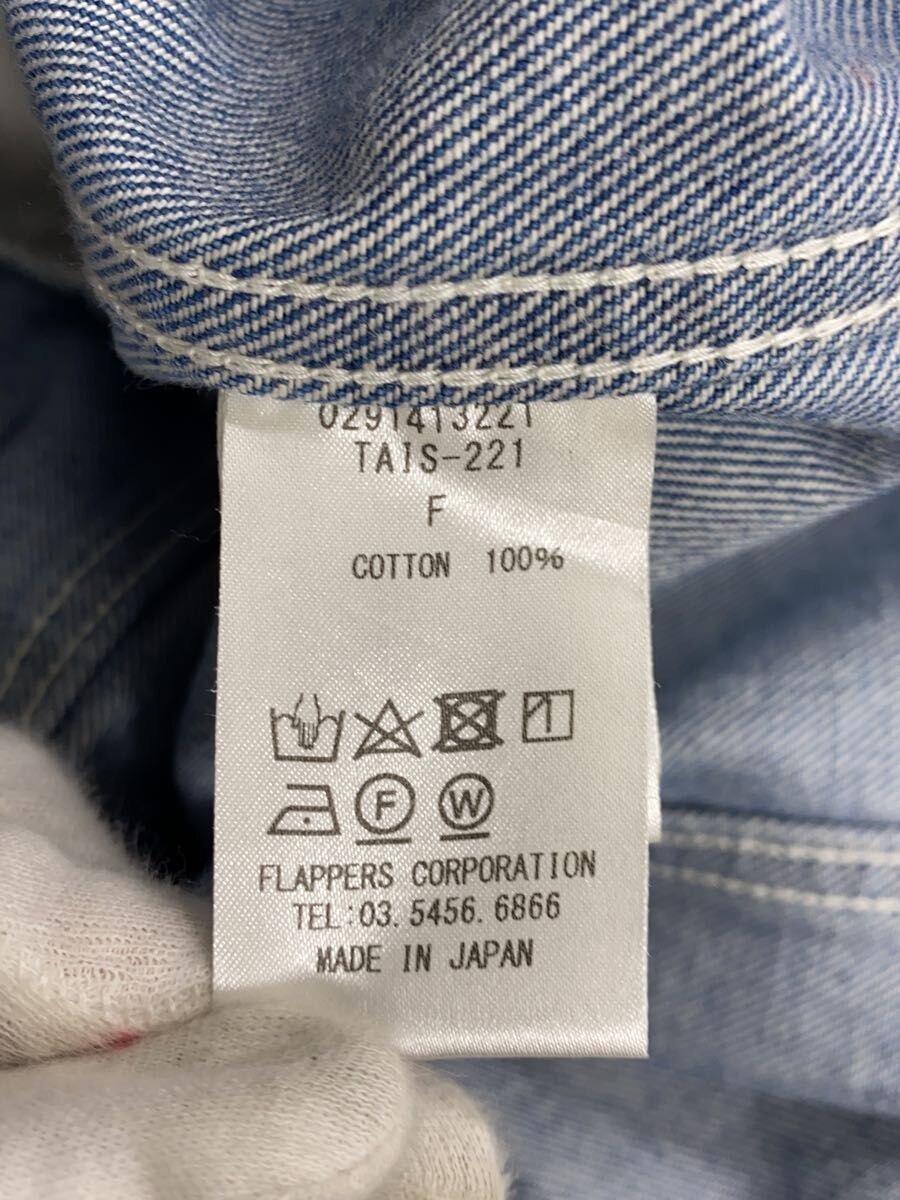 0291413221
TAIS-221
F
COTTON 100%
F W
FLAPPERS CORPORATION
TEL:03.5456.6866
MADE IN JAPAN